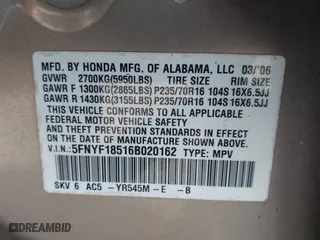 MFD. BY HONDA MFG. OF ALABAMA, LLC 03/06
GVWR 2700KG(5950LBS) TIRE SIZE RIM SIZE
GAWR F 1300KG(2865LBS) P235/70R16 104S 16X6.5JJ
GAWR R 1430KG(3155LBS) P235/70R16 104S 16X6.5JJ
THIS VEHICLE CONFORMS TO ALL APPLICABLE
FEDERAL MOTOR VEHICLE SAFETY STANDARDS IN
EFFECT ON THE DATE OF MANUFACTURE SHOWN ABOVE.
V.I.N.: 5FNYF18516B020162 TYPE: MPV
SKV 6 AC5 -YR545M -E -B
DREAMBID DREAMBID.COM